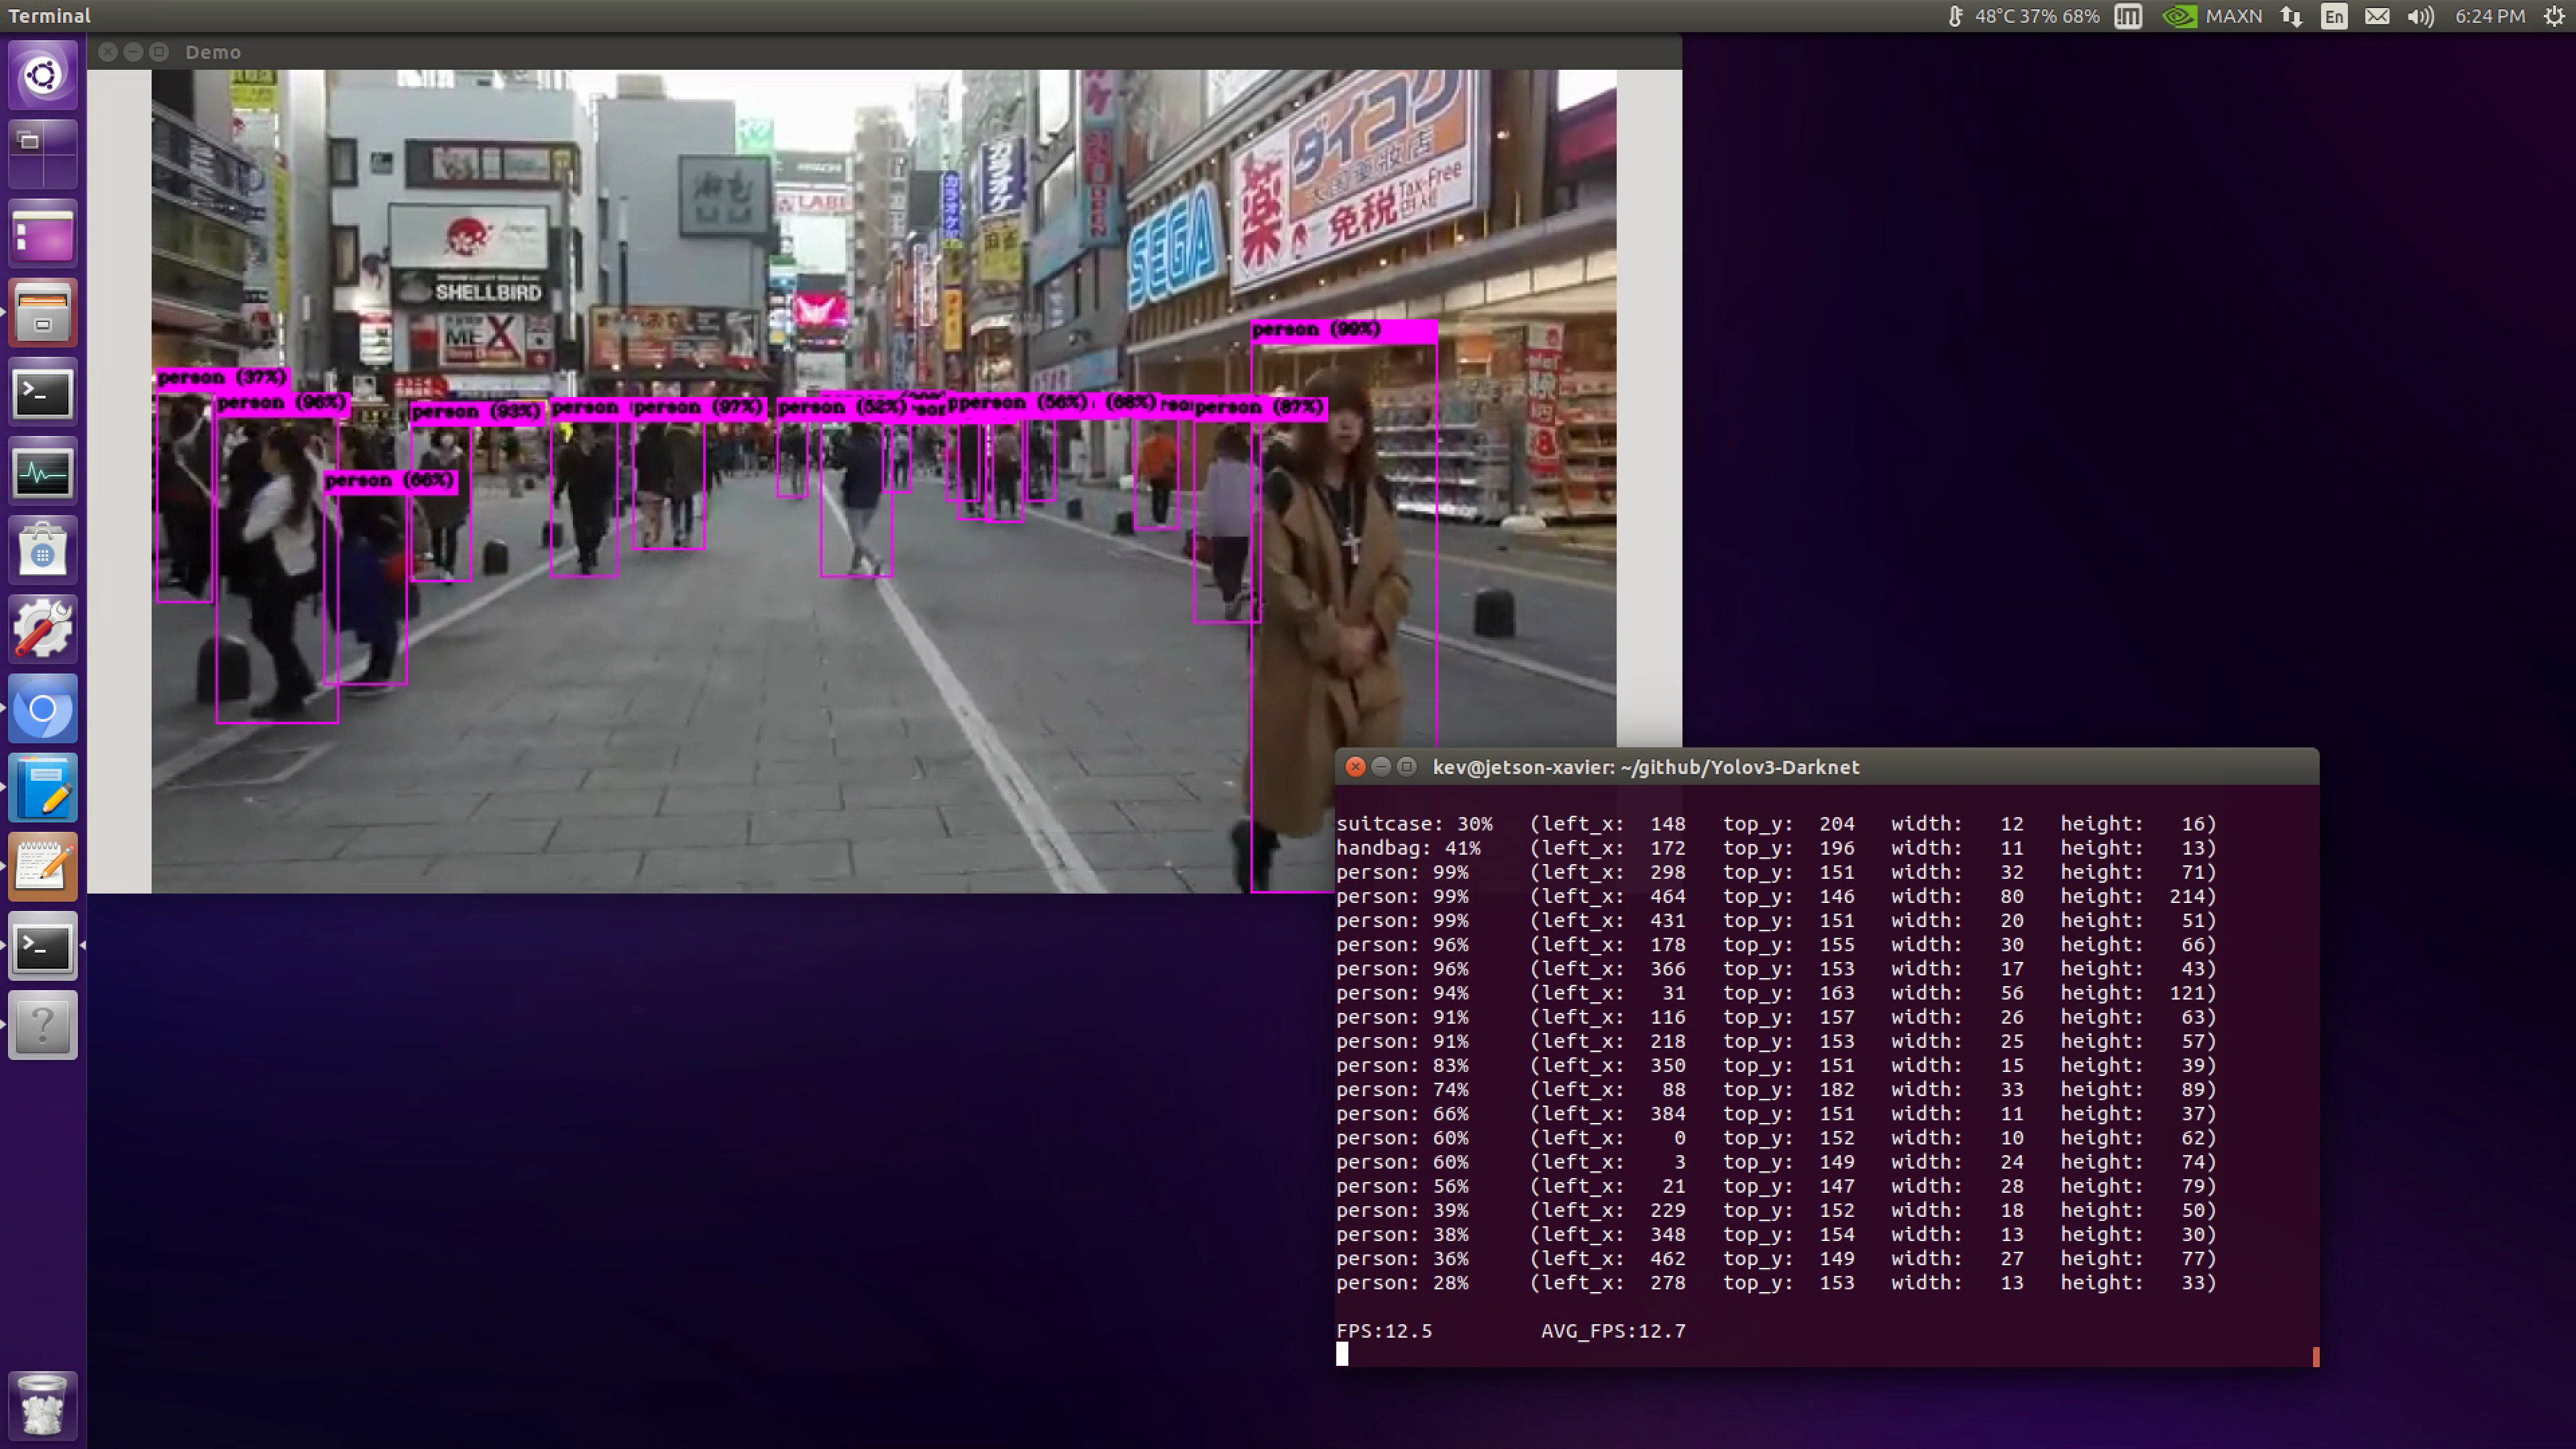 Terminal
48°C 37% 68%
MAXN
En
6:24 PM
Demo
ダイコク
薬
大国薬妝店
Tax-Free
免税
SEGA
カラオケ
麻雀
Japan
SHELLBIRD
MEX
person (99%)
person (37%)
person (96%)
person (93%)
person
person (97%)
person (52%)
person (56%)
(68%)
person (87%)
person (66%)
kev@jetson-xavier: ~/github/Yolov3-Darknet
suitcase: 30% (left_x: 148 top_y: 204 width: 12 height: 16)
handbag: 41% (left_x: 172 top_y: 196 width: 11 height: 13)
person: 99% (left_x: 298 top_y: 151 width: 32 height: 71)
person: 99% (left_x: 464 top_y: 146 width: 80 height: 214)
person: 99% (left_x: 431 top_y: 151 width: 20 height: 51)
person: 96% (left_x: 178 top_y: 155 width: 30 height: 66)
person: 96% (left_x: 366 top_y: 153 width: 17 height: 43)
person: 94% (left_x: 31 top_y: 163 width: 56 height: 121)
person: 91% (left_x: 116 top_y: 157 width: 26 height: 63)
person: 91% (left_x: 218 top_y: 153 width: 25 height: 57)
person: 83% (left_x: 350 top_y: 151 width: 15 height: 39)
person: 74% (left_x: 88 top_y: 182 width: 33 height: 89)
person: 66% (left_x: 384 top_y: 151 width: 11 height: 37)
person: 60% (left_x: 0 top_y: 152 width: 10 height: 62)
person: 60% (left_x: 3 top_y: 149 width: 24 height: 74)
person: 56% (left_x: 21 top_y: 147 width: 28 height: 79)
person: 39% (left_x: 229 top_y: 152 width: 18 height: 50)
person: 38% (left_x: 348 top_y: 154 width: 13 height: 30)
person: 36% (left_x: 462 top_y: 149 width: 27 height: 77)
person: 28% (left_x: 278 top_y: 153 width: 13 height: 33)
FPS:12.5 AVG_FPS:12.7